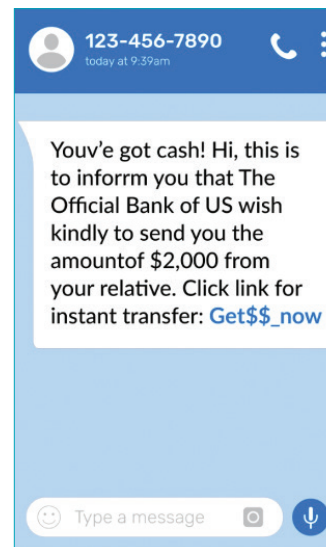 123-456-7890
today at 9:39am
Youv'e got cash! Hi, this is
to inforrm you that The
Official Bank of US wish
kindly to send you the
amountof $2,000 from
your relative. Click link for
instant transfer: Get$$_now
Type a message